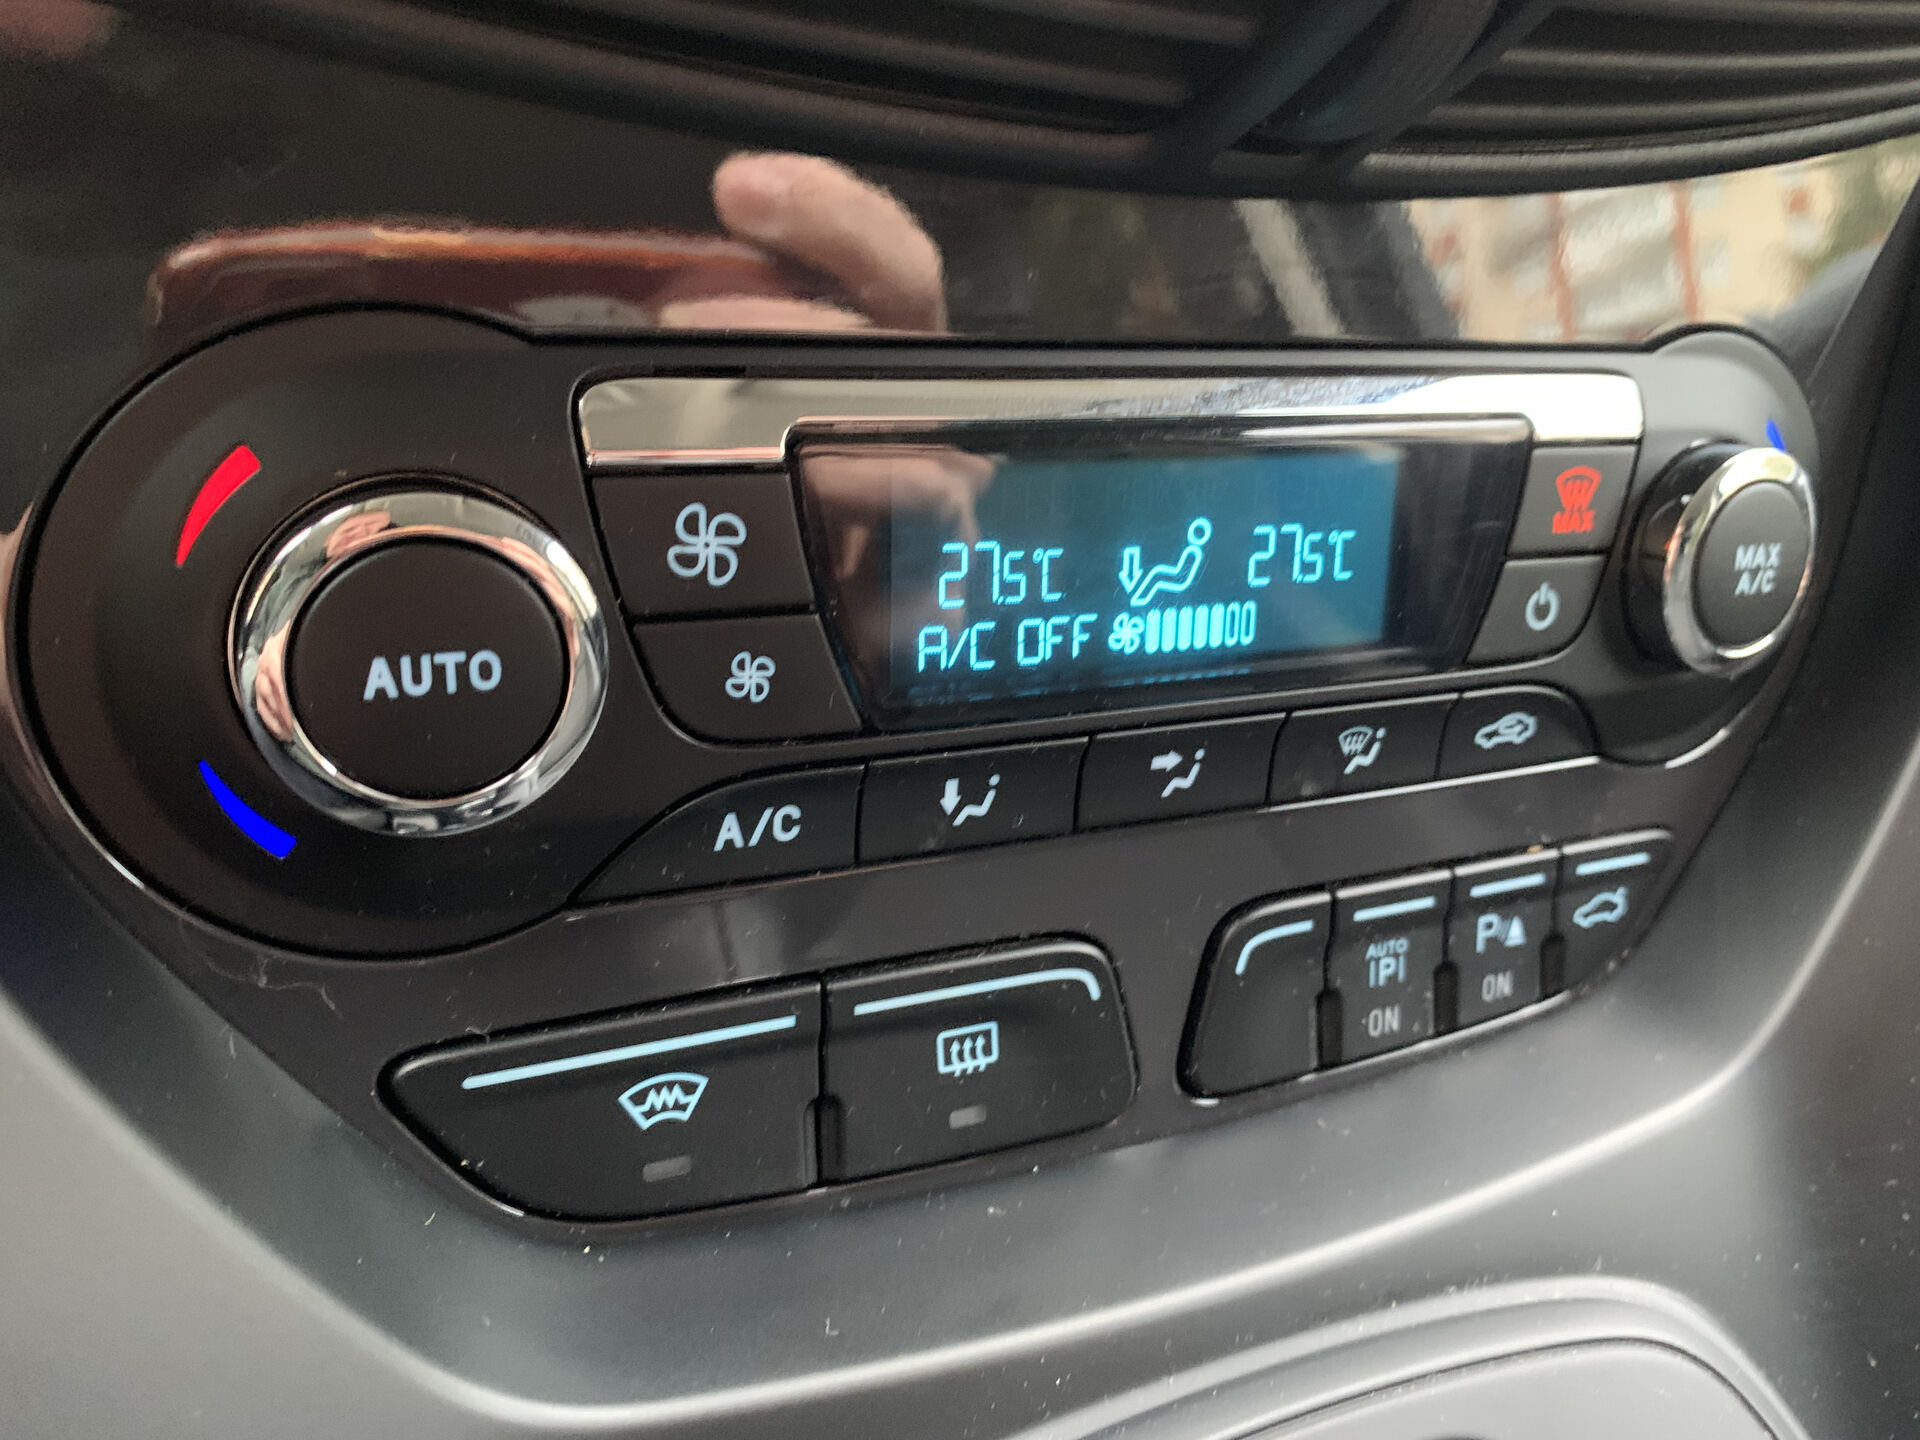 27.5°C 27.5°C
A/C OFF
MAX
MAX
A/C
AUTO
A/C
AUTO
P
ON
P
ON